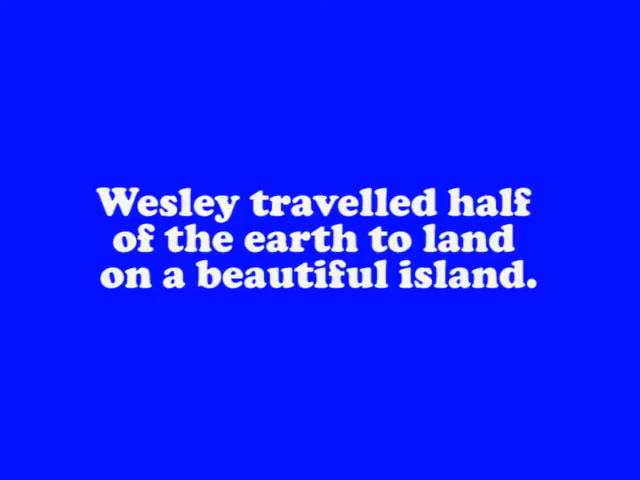 Wesley travelled half
of the earth to land
on a beautiful island.